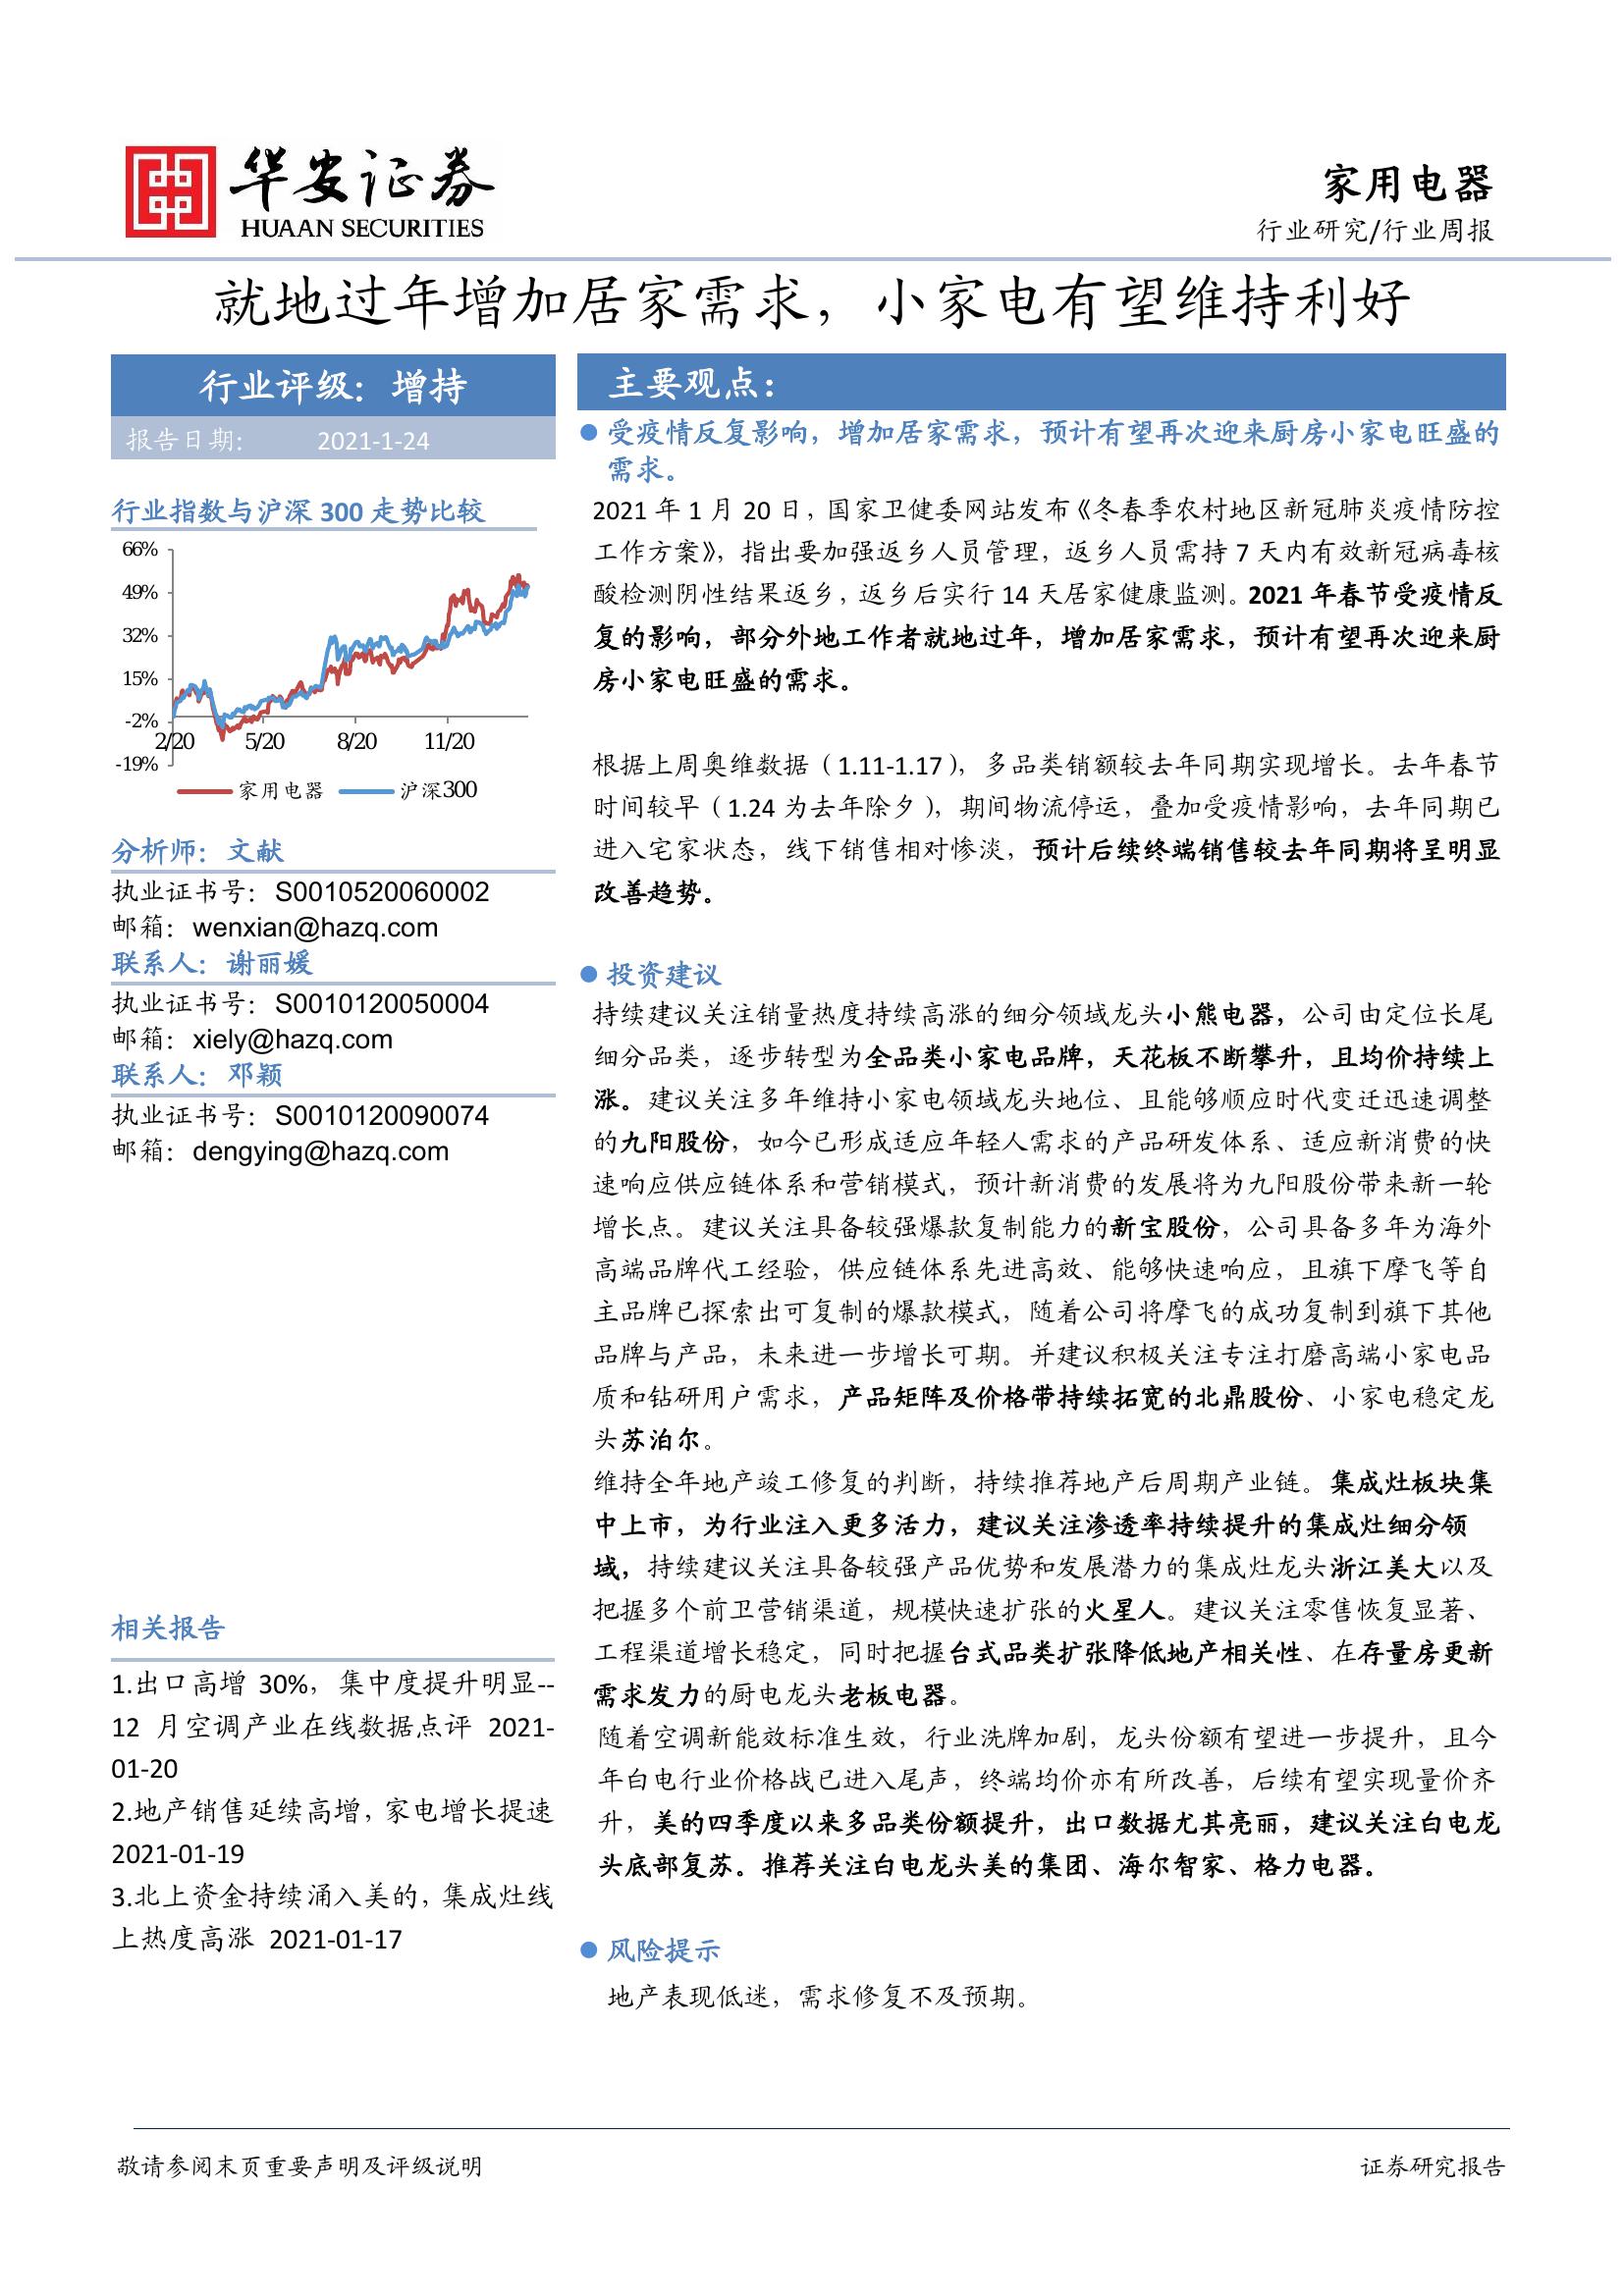 华安证券
HUAAN SECURITIES
家用电器
行业研究/行业周报
就地过年增加居家需求，小家电有望维持利好
行业评级：增持
报告日期： 2021-1-24
行业指数与沪深 300 走势比较
66%
49%
32%
15%
-2%
-19%
2/20 5/20 8/20 11/20
家用电器 沪深300
分析师：文献
执业证书号：S0010520060002
邮箱：wenxian@hazq.com
联系人：谢丽媛
执业证书号：S0010120050004
邮箱：xiely@hazq.com
联系人：邓颖
执业证书号：S0010120090074
邮箱：dengying@hazq.com
相关报告
1.出口高增 30%，集中度提升明显--
12 月空调产业在线数据点评 2021-
01-20
2.地产销售延续高增，家电增长提速
2021-01-19
3.北上资金持续涌入美的，集成灶线
上热度高涨 2021-01-17
主要观点：
受疫情反复影响，增加居家需求，预计有望再次迎来厨房小家电旺盛的
需求。
2021 年 1 月 20 日，国家卫健委网站发布《冬春季农村地区新冠肺炎疫情防控
工作方案》，指出要加强返乡人员管理，返乡人员需持 7 天内有效新冠病毒核
酸检测阴性结果返乡，返乡后实行 14 天居家健康监测。2021 年春节受疫情反
复的影响，部分外地工作者就地过年，增加居家需求，预计有望再次迎来厨
房小家电旺盛的需求。
根据上周奥维数据（1.11-1.17），多品类销额较去年同期实现增长。去年春节
时间较早（1.24 为去年除夕），期间物流停运，叠加受疫情影响，去年同期已
进入宅家状态，线下销售相对惨淡，预计后续终端销售较去年同期将呈明显
改善趋势。
投资建议
持续建议关注销量热度持续高涨的细分领域龙头小熊电器，公司由定位长尾
细分品类，逐步转型为全品类小家电品牌，天花板不断攀升，且均价持续上
涨。建议关注多年维持小家电领域龙头地位、且能够顺应时代变迁迅速调整
的九阳股份，如今已形成适应年轻人需求的产品研发体系、适应新消费的快
速响应供应链体系和营销模式，预计新消费的发展将为九阳股份带来新一轮
增长点。建议关注具备较强爆款复制能力的新宝股份，公司具备多年为海外
高端品牌代工经验，供应链体系先进高效、能够快速响应，且旗下摩飞等自
主品牌已探索出可复制的爆款模式，随着公司将摩飞的成功复制到旗下其他
品牌与产品，未来进一步增长可期。并建议积极关注专注打磨高端小家电品
质和钻研用户需求，产品矩阵及价格带持续拓宽的北鼎股份、小家电稳定龙
头苏泊尔。
维持全年地产竣工修复的判断，持续推荐地产后周期产业链。集成灶板块集
中上市，为行业注入更多活力，建议关注渗透率持续提升的集成灶细分领
域，持续建议关注具备较强产品优势和发展潜力的集成灶龙头浙江美大以及
把握多个前卫营销渠道，规模快速扩张的火星人。建议关注零售恢复显著、
工程渠道增长稳定，同时把握台式品类扩张降低地产相关性、在存量房更新
需求发力的厨电龙头老板电器。
随着空调新能效标准生效，行业洗牌加剧，龙头份额有望进一步提升，且今
年白电行业价格战已进入尾声，终端均价亦有所改善，后续有望实现量价齐
升，美的四季度以来多品类份额提升，出口数据尤其亮丽，建议关注白电龙
头底部复苏。推荐关注白电龙头美的集团、海尔智家、格力电器。
风险提示
地产表现低迷，需求修复不及预期。
敬请参阅末页重要声明及评级说明
证券研究报告